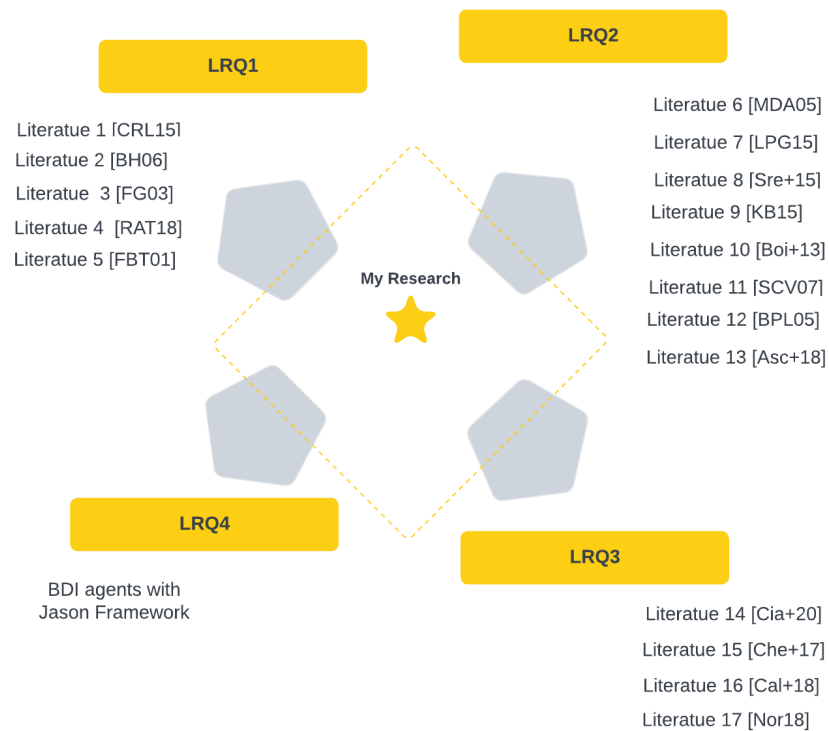 LRQ1
Literatue 1 [CRL15]
Literatue 2 [BH06]
Literatue 3 [FG03]
Literatue 4 [RAT18]
Literatue 5 [FBT01]
LRQ2
Literatue 6 [MDA05]
Literatue 7 [LPG15]
Literatue 8 [Sre+15]
Literatue 9 [KB15]
Literatue 10 [Boi+13]
Literatue 11 [SCV07]
Literatue 12 [BPL05]
Literatue 13 [Asc+18]
My Research
LRQ4
BDI agents with
Jason Framework
LRQ3
Literatue 14 [Cia+20]
Literatue 15 [Che+17]
Literatue 16 [Cal+18]
Literatue 17 [Nor18]